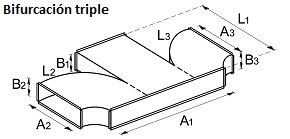 Bifurcación triple
L1
L3
A3
B1
B3
L2
B2
A2
A1